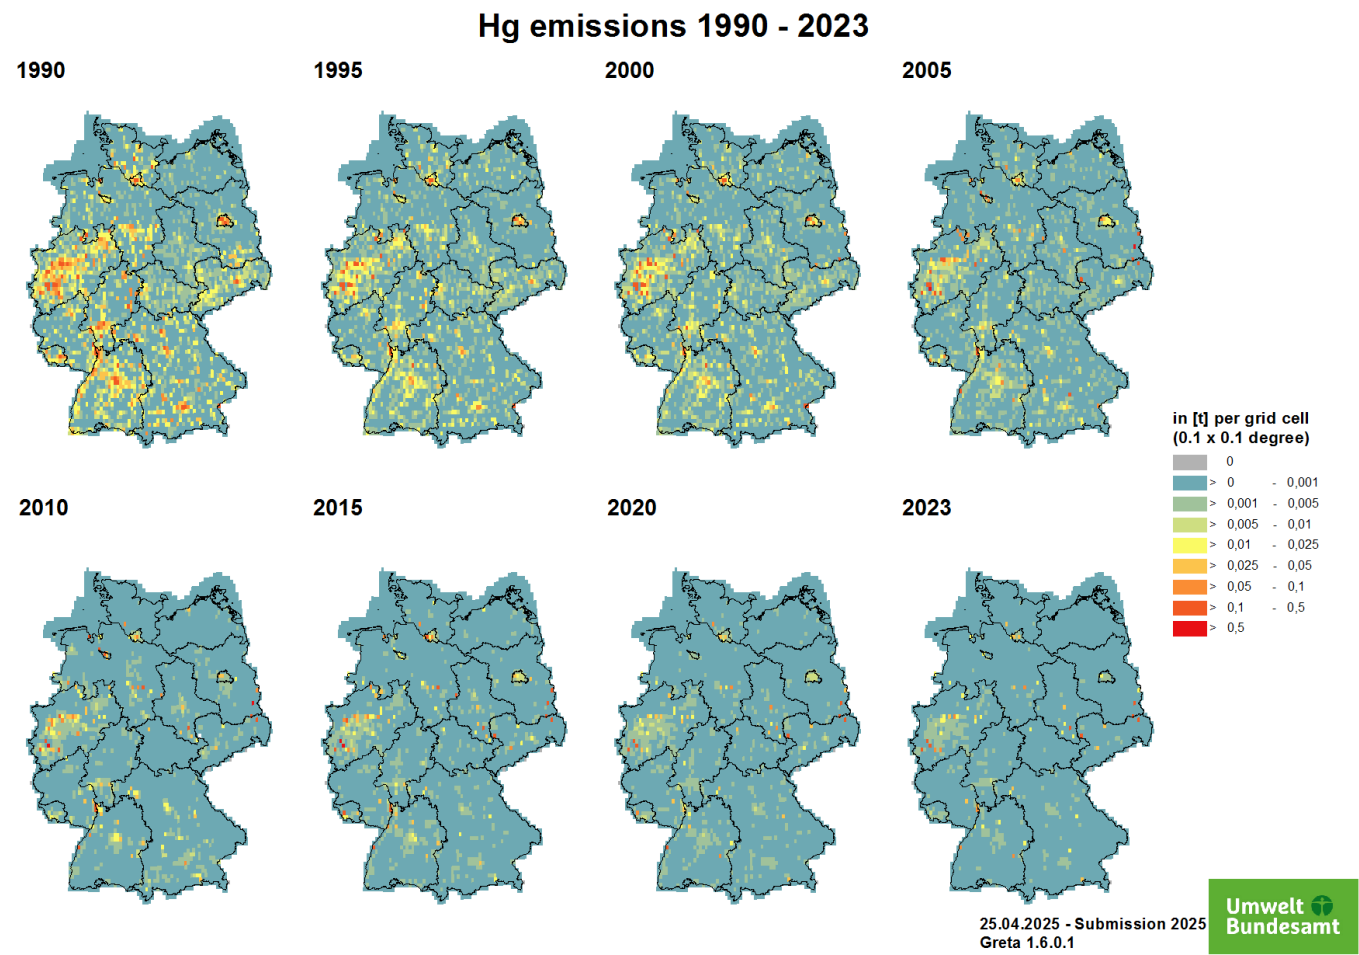 Hg emissions 1990 - 2023
1990
1995
2000
2005
2010
2015
2020
2023
in [t] per grid cell
(0.1 x 0.1 degree)
0
> 0 - 0,001
> 0,001 - 0,005
> 0,005 - 0,01
> 0,01 - 0,025
> 0,025 - 0,05
> 0,05 - 0,1
> 0,1 - 0,5
> 0,5
25.04.2025 - Submission 2025
Greta 1.6.0.1
Umwelt
Bundesamt